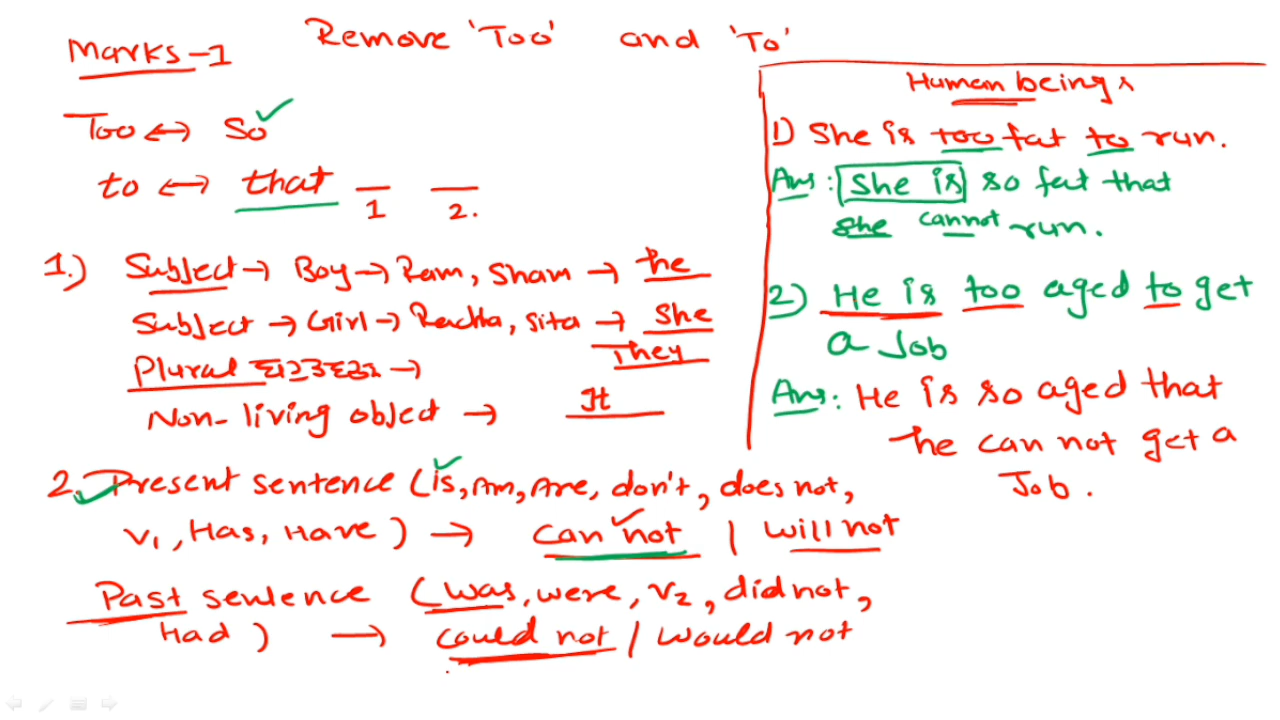 Remove 'Too' and 'To'
Marks-1
Too ↔ So ✓
to ↔ that __ __
1 2.
1.) Subject → Boy → Ram, Sham → he
Subject → Girl → Radha, Sita → She
Plural → They
Non-living object → It
2. Present sentence (is, Am, Are, don't, does not,
V1, Has, Have) → can not | will not
Past sentence (was, were, V2, did not,
Had) → could not | would not
Human beings
1) She is too fat to run.
Ans: She is so fat that
she cannot run.
2) He is too aged to get
a Job
Ans: He is so aged that
he can not get a
Job.